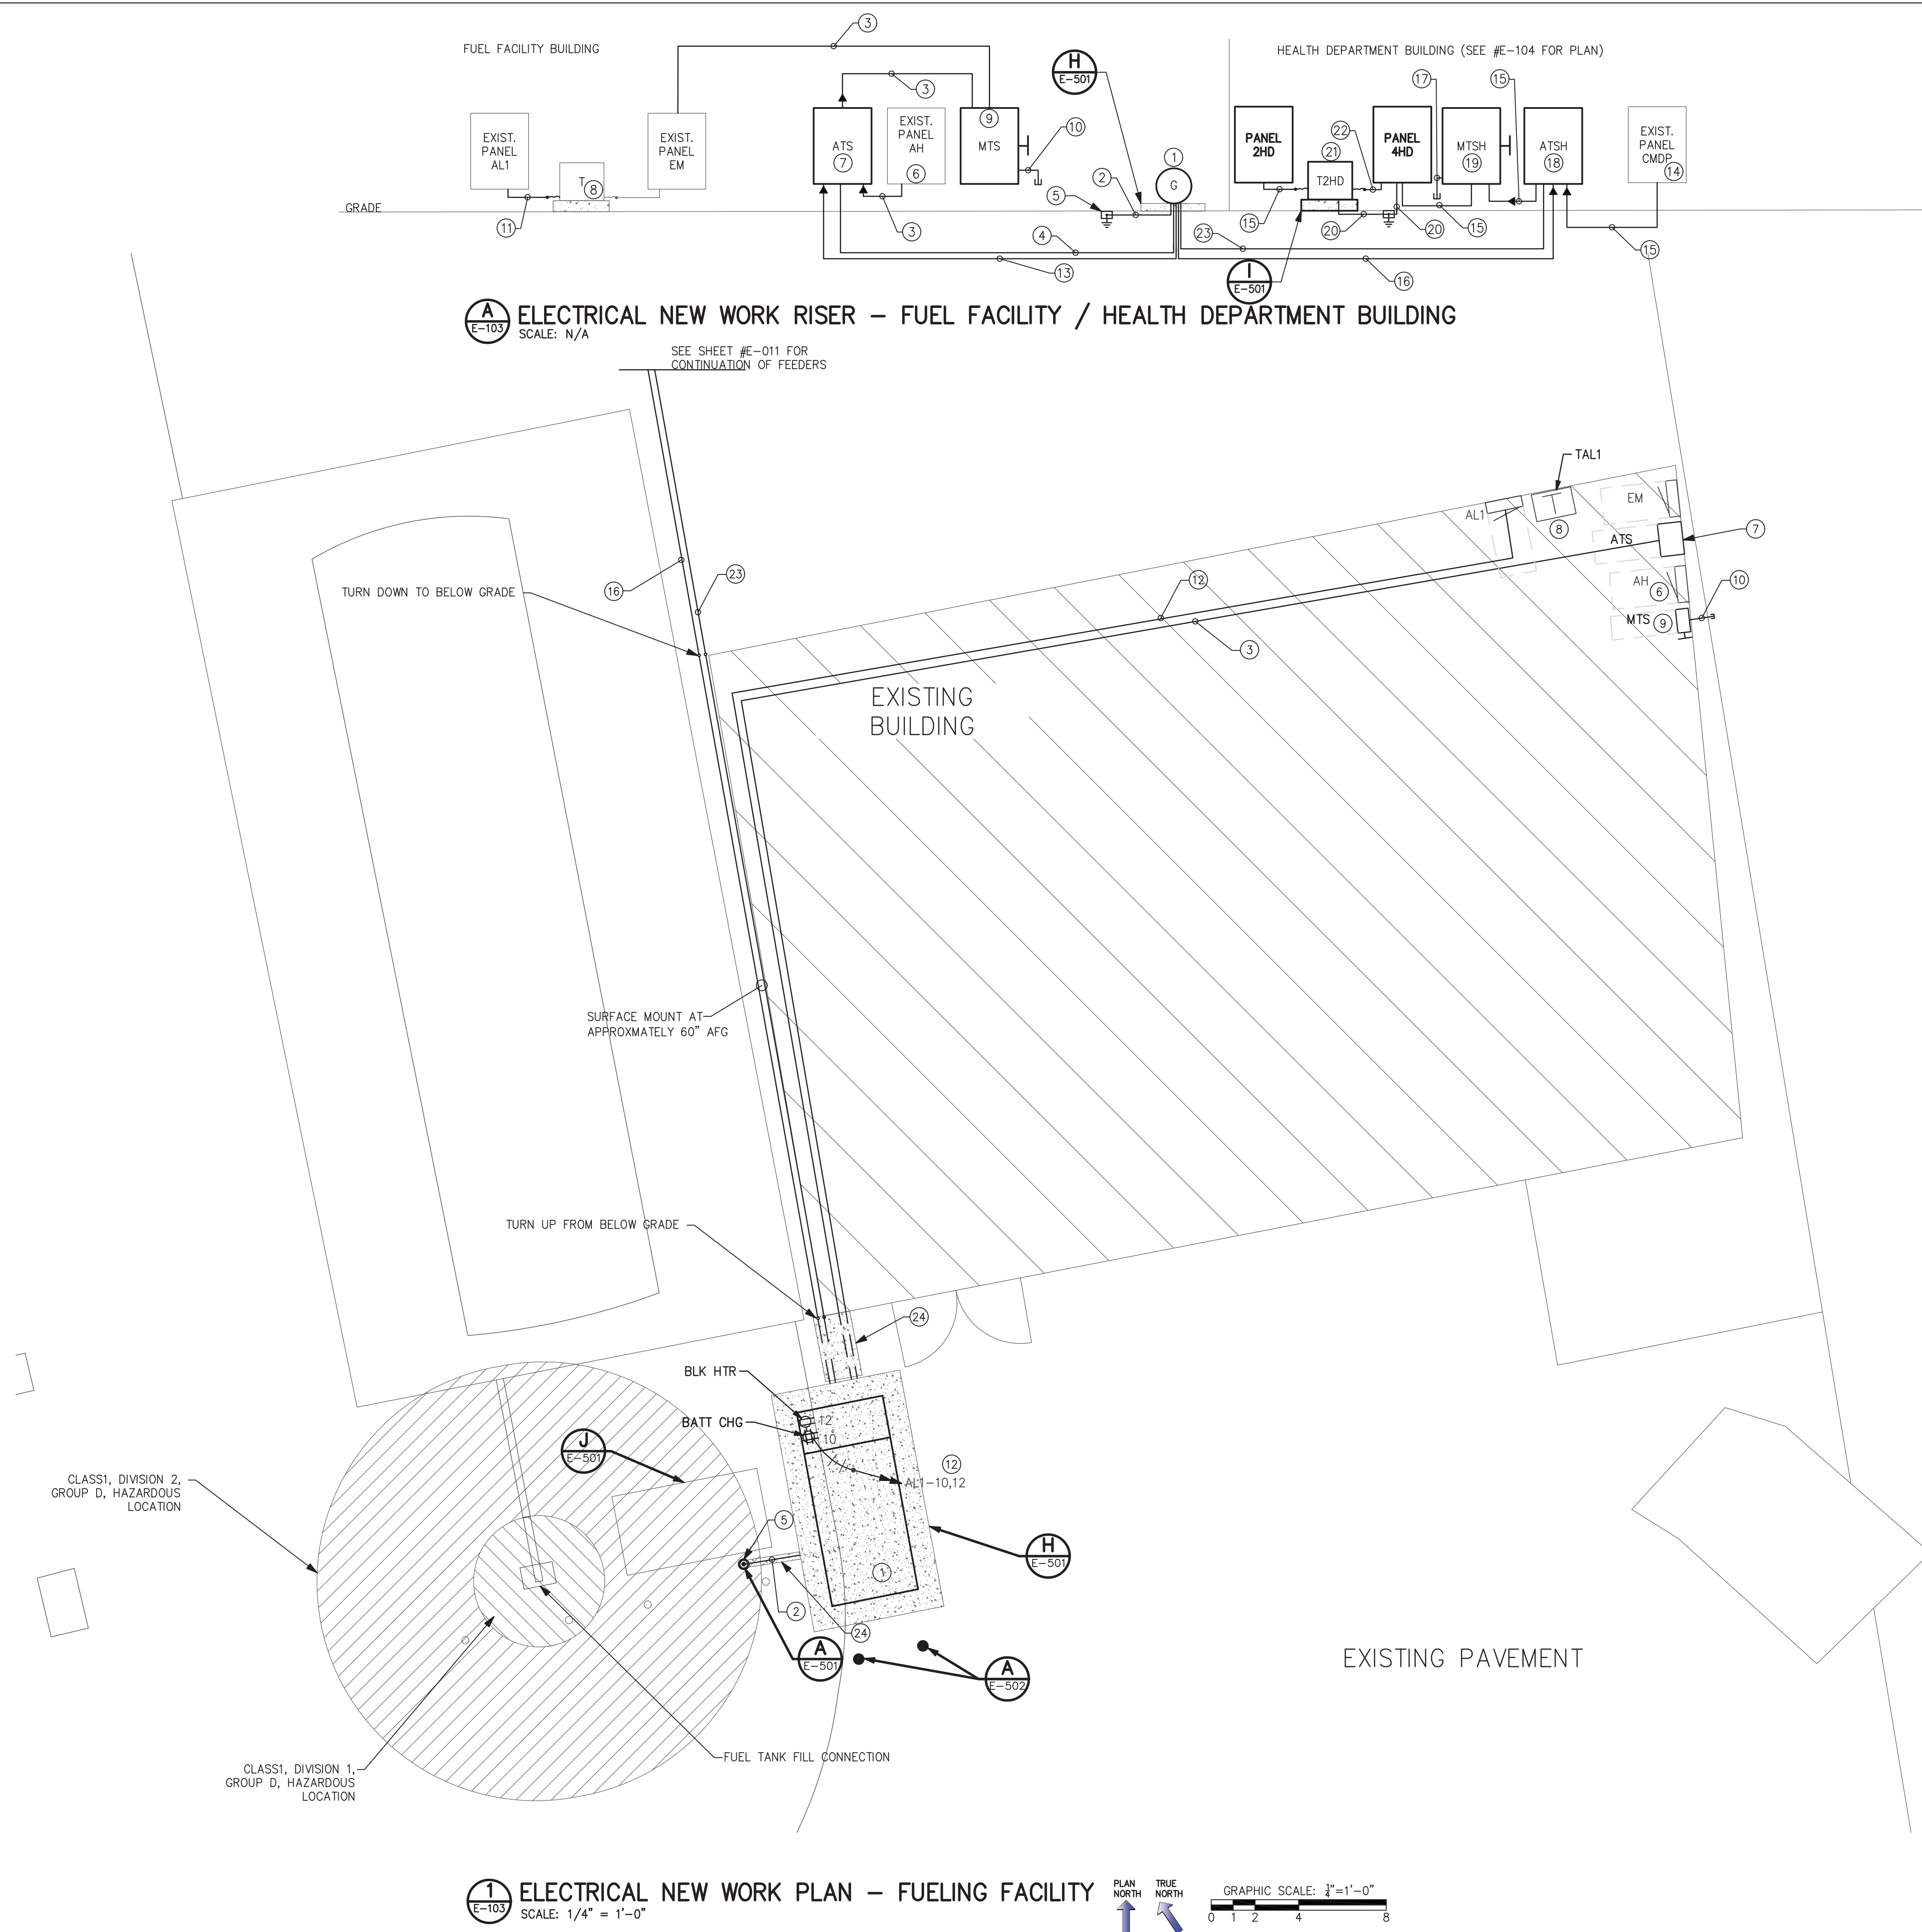 3
FUEL FACILITY BUILDING
HEALTH DEPARTMENT BUILDING (SEE #E-104 FOR PLAN)
H
E-501
3
17
15
EXIST.
PANEL
AL1
EXIST.
PANEL
EM
ATS
7
EXIST.
PANEL
AH
6
9
MTS
10
1
G
2
5
PANEL
2HD
22
21
T2HD
PANEL
4HD
MTSH
19
ATSH
18
EXIST.
PANEL
CMDP
14
T
8
GRADE
11
3
4
13
15
23
20
20
15
15
16
I
E-501
A
E-103
ELECTRICAL NEW WORK RISER - FUEL FACILITY / HEALTH DEPARTMENT BUILDING
SCALE: N/A
SEE SHEET #E-011 FOR
CONTINUATION OF FEEDERS
TAL1
EM
AL1
8
ATS
7
AH
6
10
MTS
9
16
23
12
3
TURN DOWN TO BELOW GRADE
EXISTING
BUILDING
SURFACE MOUNT AT
APPROXMATELY 60" AFG
TURN UP FROM BELOW GRADE
24
BLK HTR
12
BATT CHG
10
12
AL1-10,12
J
E-501
CLASS1, DIVISION 2,
GROUP D, HAZARDOUS
LOCATION
5
H
E-501
1
2
24
A
E-501
A
E-502
EXISTING PAVEMENT
FUEL TANK FILL CONNECTION
CLASS1, DIVISION 1,
GROUP D, HAZARDOUS
LOCATION
1
E-103
ELECTRICAL NEW WORK PLAN - FUELING FACILITY
SCALE: 1/4" = 1'-0"
PLAN
NORTH
TRUE
NORTH
GRAPHIC SCALE: 1/4"=1'-0"
0 1 2 4 8